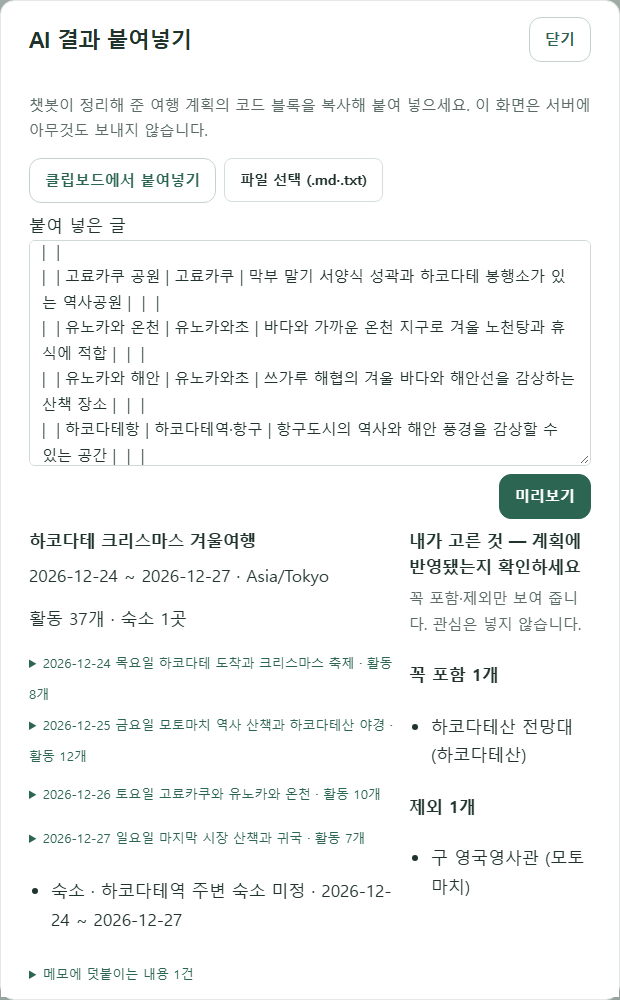 AI 결과 붙여넣기
닫기
챗봇이 정리해 준 여행 계획의 코드 블록을 복사해 붙여 넣으세요. 이 화면은 서버에
아무것도 보내지 않습니다.
클립보드에서 붙여넣기
파일 선택 (.md·.txt)
붙여 넣은 글
| |
| | 고료카쿠 공원 | 고료카쿠 | 막부 말기 서양식 성곽과 하코다테 봉행소가 있
는 역사공원 | | |
| | 유노카와 온천 | 유노카와초 | 바다와 가까운 온천 지구로 겨울 노천탕과 휴
식에 적합 | | |
| | 유노카와 해안 | 유노카와초 | 쓰가루 해협의 겨울 바다와 해안선을 감상하는
산책 장소 | | |
| | 하코다테항 | 하코다테역·항구 | 항구도시의 역사와 해안 풍경을 감상할 수
있는 공간 | | |
미리보기
하코다테 크리스마스 겨울여행
2026-12-24 ~ 2026-12-27 · Asia/Tokyo
활동 37개 · 숙소 1곳
▶ 2026-12-24 목요일 하코다테 도착과 크리스마스 축제 · 활동
8개
▶ 2026-12-25 금요일 모토마치 역사 산책과 하코다테산 야경 ·
활동 12개
▶ 2026-12-26 토요일 고료카쿠와 유노카와 온천 · 활동 10개
▶ 2026-12-27 일요일 마지막 시장 산책과 귀국 · 활동 7개
• 숙소 · 하코다테역 주변 숙소 미정 · 2026-12-
24 ~ 2026-12-27
▶ 메모에 덧붙이는 내용 1건
내가 고른 것 — 계획에
반영됐는지 확인하세요
꼭 포함·제외만 보여 줍니
다. 관심은 넣지 않습니다.
꼭 포함 1개
• 하코다테산 전망대
(하코다테산)
제외 1개
• 구 영국영사관 (모토
마치)